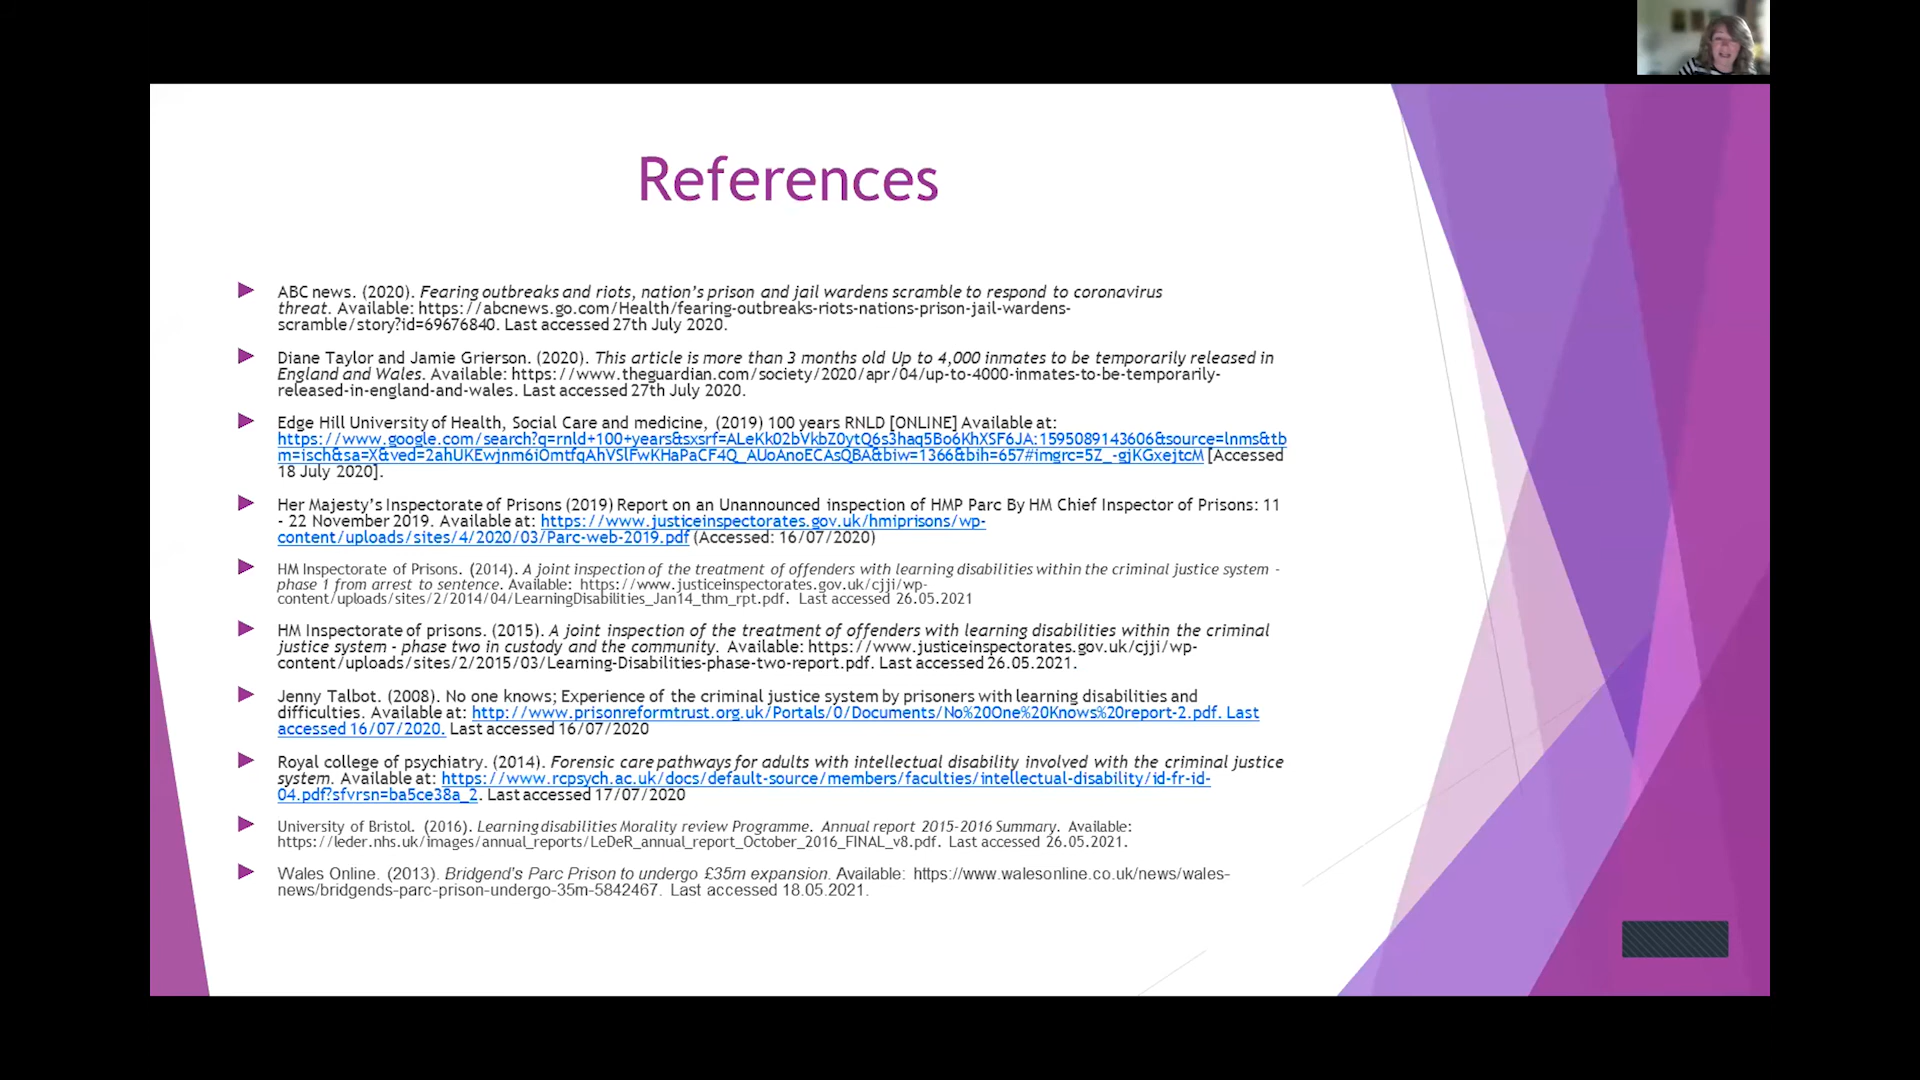 References
ABC news. (2020). Fearing outbreaks and riots, nation's prison and jail wardens scramble to respond to coronavirus
threat. Available: https://abcnews.go.com/Health/fearing-outbreaks-riots-nations-prison-jail-wardens-
scramble/story?id=69676840. Last accessed 27th July 2020.
Diane Taylor and Jamie Grierson. (2020). This article is more than 3 months old Up to 4,000 inmates to be temporarily released in
England and Wales. Available: https://www.theguardian.com/society/2020/apr/04/up-to-4000-inmates-to-be-temporarily-
released-in-england-and-wales. Last accessed 27th July 2020.
Edge Hill University of Health, Social Care and medicine, (2019) 100 years RNLD [ONLINE] Available at:
https://www.google.com/search?q=rnld+100+years&sxsrf=ALeKk02bVkbZ0ytQ6s3haq5Bo6KhXSF6JA:1595089143606&source=lnms&tb
m=isch&sa=X&ved=2ahUKEwjnm6iOmtfqAhVSlFwKHaPaCF4Q_AUoAnoECAsQBA&biw=1366&bih=657#imgrc=5Z_-gjKGxejtcM [Accessed
18 July 2020].
Her Majesty's Inspectorate of Prisons (2019) Report on an Unannounced inspection of HMP Parc By HM Chief Inspector of Prisons: 11
- 22 November 2019. Available at: https://www.justiceinspectorates.gov.uk/hmiprisons/wp-
content/uploads/sites/4/2020/03/Parc-web-2019.pdf (Accessed: 16/07/2020)
HM Inspectorate of Prisons. (2014). A joint inspection of the treatment of offenders with learning disabilities within the criminal justice system -
phase 1 from arrest to sentence. Available: https://www.justiceinspectorates.gov.uk/cjji/wp-
content/uploads/sites/2/2014/04/LearningDisabilities_Jan14_thm_rpt.pdf. Last accessed 26.05.2021
HM Inspectorate of prisons. (2015). A joint inspection of the treatment of offenders with learning disabilities within the criminal
justice system - phase two in custody and the community. Available: https://www.justiceinspectorates.gov.uk/cjji/wp-
content/uploads/sites/2/2015/03/Learning-Disabilities-phase-two-report.pdf. Last accessed 26.05.2021.
Jenny Talbot. (2008). No one knows; Experience of the criminal justice system by prisoners with learning disabilities and
difficulties. Available at: http://www.prisonreformtrust.org.uk/Portals/0/Documents/No%20One%20Knows%20report-2.pdf. Last
accessed 16/07/2020. Last accessed 16/07/2020
Royal college of psychiatry. (2014). Forensic care pathways for adults with intellectual disability involved with the criminal justice
system. Available at: https://www.rcpsych.ac.uk/docs/default-source/members/faculties/intellectual-disability/id-fr-id-
04.pdf?sfvrsn=ba5ce38a_2. Last accessed 17/07/2020
University of Bristol. (2016). Learning disabilities Morality review Programme. Annual report 2015-2016 Summary. Available:
https://leder.nhs.uk/images/annual_reports/LeDeR_annual_report_October_2016_FINAL_v8.pdf. Last accessed 26.05.2021.
Wales Online. (2013). Bridgend's Parc Prison to undergo £35m expansion. Available: https://www.walesonline.co.uk/news/wales-
news/bridgends-parc-prison-undergo-35m-5842467. Last accessed 18.05.2021.